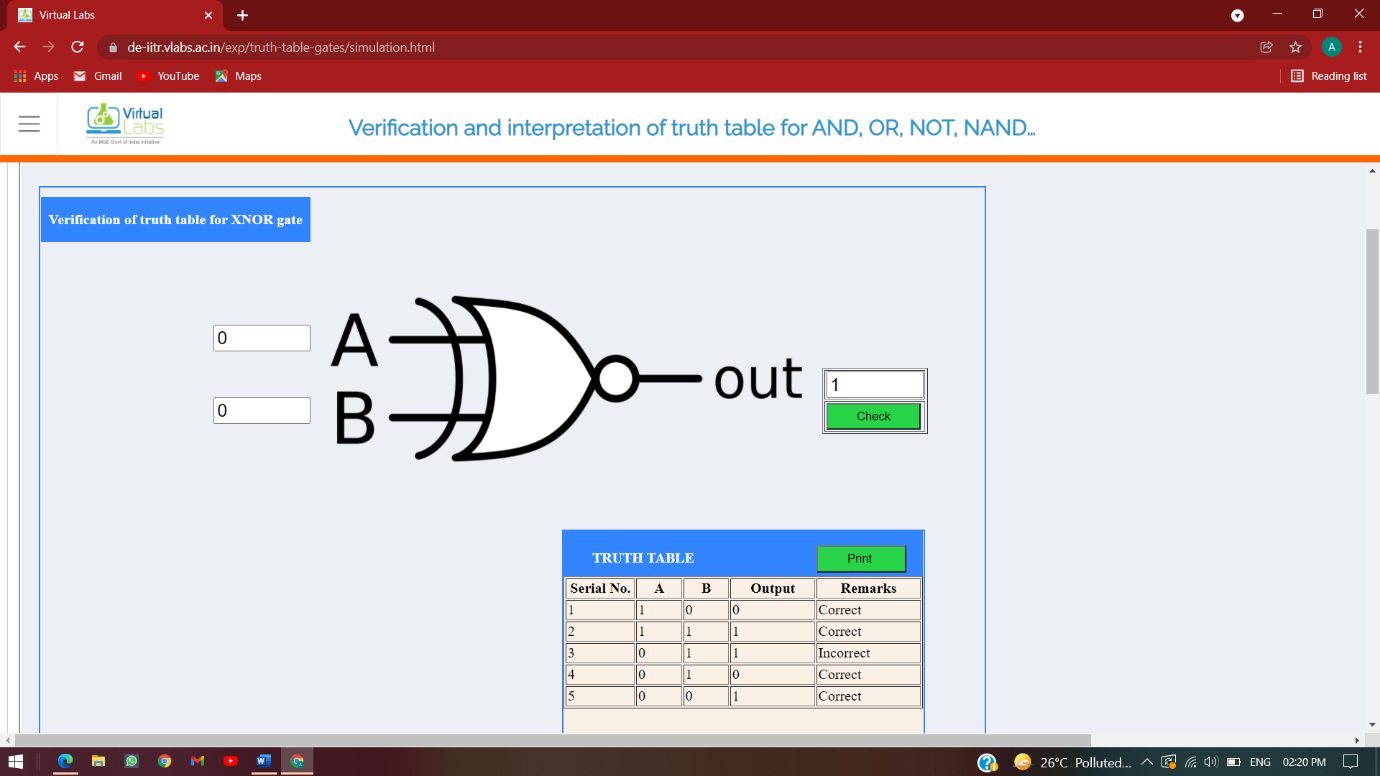 Virtual Labs
de-iitr.vlabs.ac.in/exp/truth-table-gates/simulation.html
A
Apps Gmail YouTube Maps Reading list
Virtual
Labs
An MoE Govt of India Initiative
Verification and interpretation of truth table for AND, OR, NOT, NAND...
Verification of truth table for XNOR gate
0 A
out 1
Check
0 B
TRUTH TABLE Print
Serial No. A B Output Remarks
1 1 0 0 Correct
2 1 1 1 Correct
3 0 1 1 Incorrect
4 0 1 0 Correct
5 0 0 1 Correct
26°C Polluted... ENG 02:20 PM